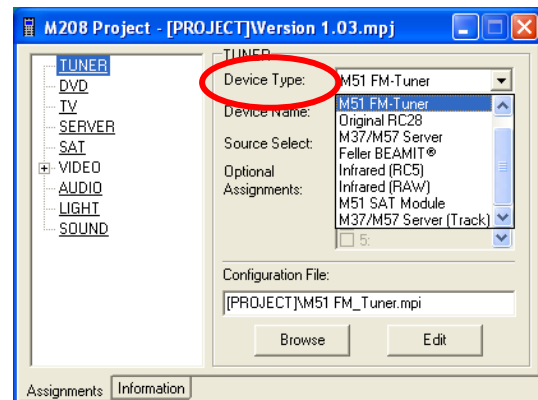 M208 Project - [PROJECT]\Version 1.03.mpj
TUNER
DVD
TV
SERVER
SAT
VIDEO
AUDIO
LIGHT
SOUND
TUNER
Device Type:
M51 FM-Tuner
Device Name:
Source Select:
Optional
Assignments:
M51 FM-Tuner
Original RC28
M37/M57 Server
Feller BEAMIT®
Infrared (RC5)
Infrared (RAW)
M51 SAT Module
M37/M57 Server (Track)
5:
Configuration File:
[PROJECT]\M51 FM_Tuner.mpi
Browse
Edit
Assignments
Information